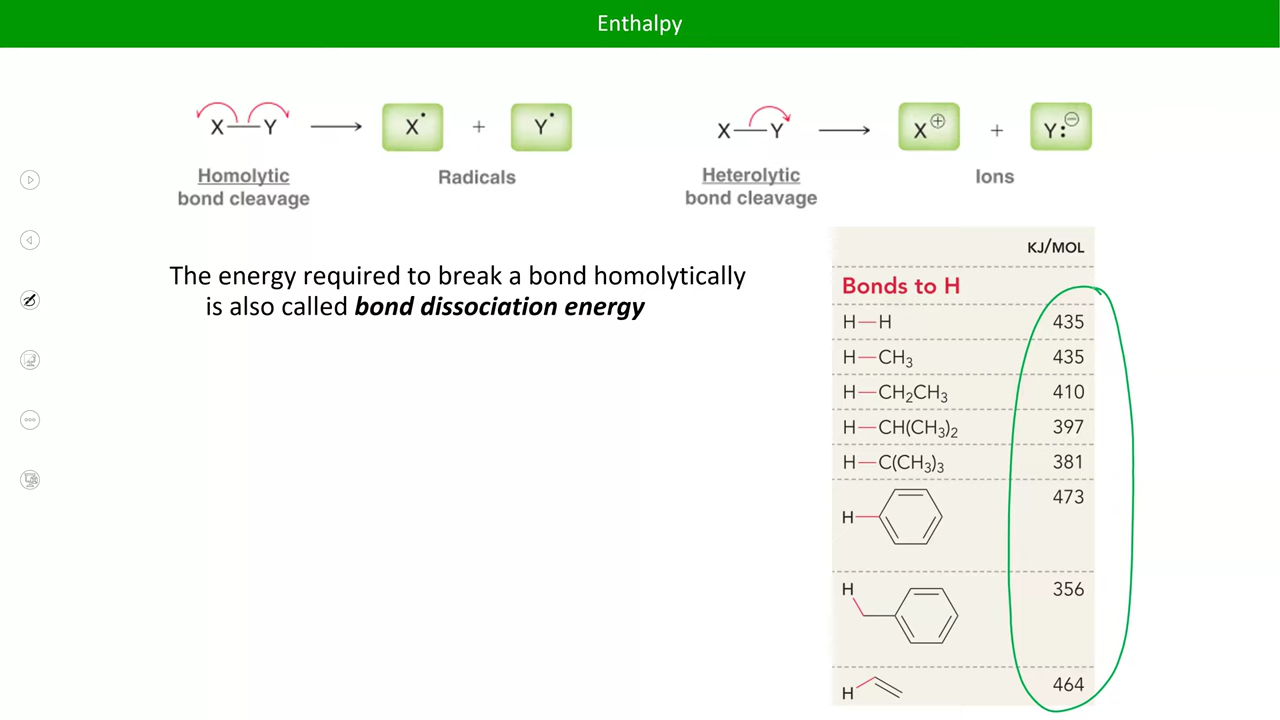 Enthalpy
X—Y → X• + Y•
X—Y → X⊕ + Y:⊖
Homolytic
bond cleavage
Radicals
Heterolytic
bond cleavage
Ions
The energy required to break a bond homolytically
is also called bond dissociation energy
KJ/MOL
Bonds to H
H—H 435
H—CH₃ 435
H—CH₂CH₃ 410
H—CH(CH₃)₂ 397
H—C(CH₃)₃ 381
H 473
H 356
H 464